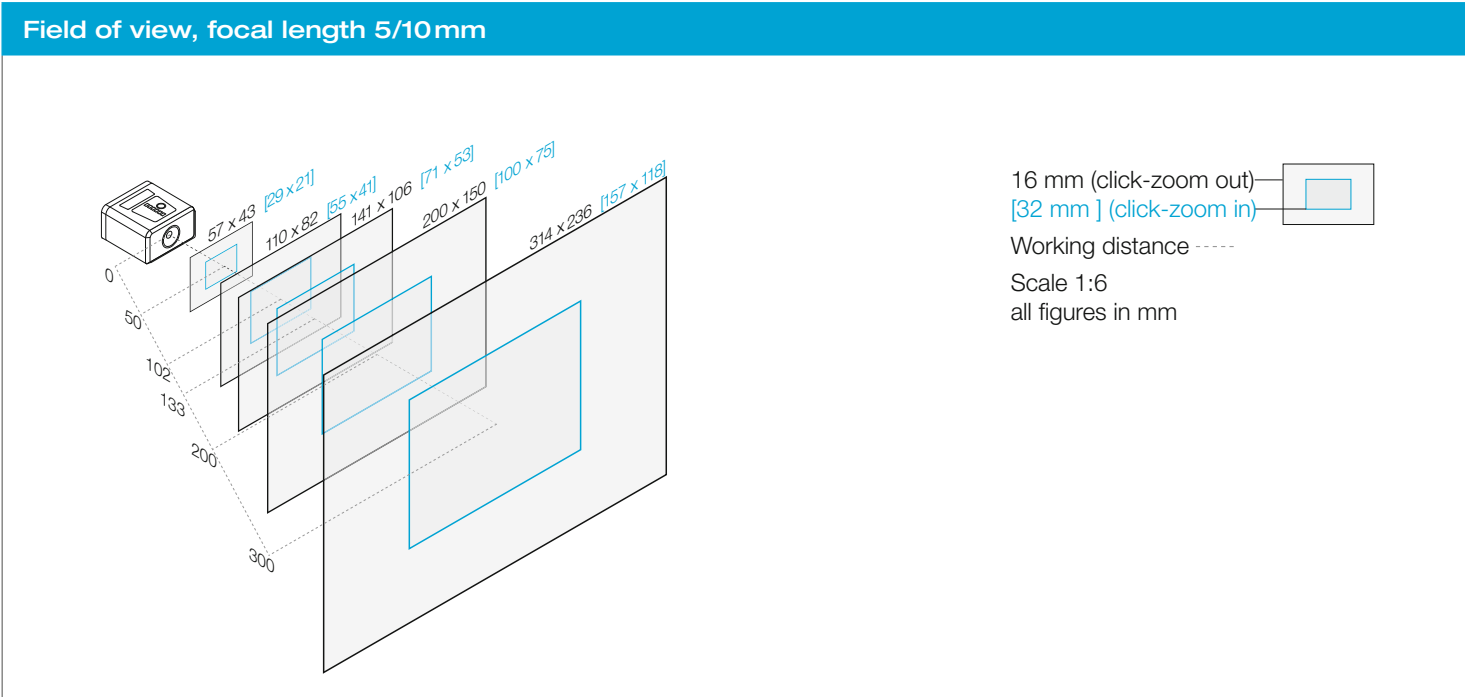 Field of view, focal length 5/10 mm
57 x 43 [29 x 21]
110 x 82 [55 x 41]
141 x 106 [71 x 53]
200 x 150 [100 x 75]
314 x 236 [157 x 118]
0
50
102
133
200
300
16 mm (click-zoom out)
[32 mm ] (click-zoom in)
Working distance
Scale 1:6
all figures in mm